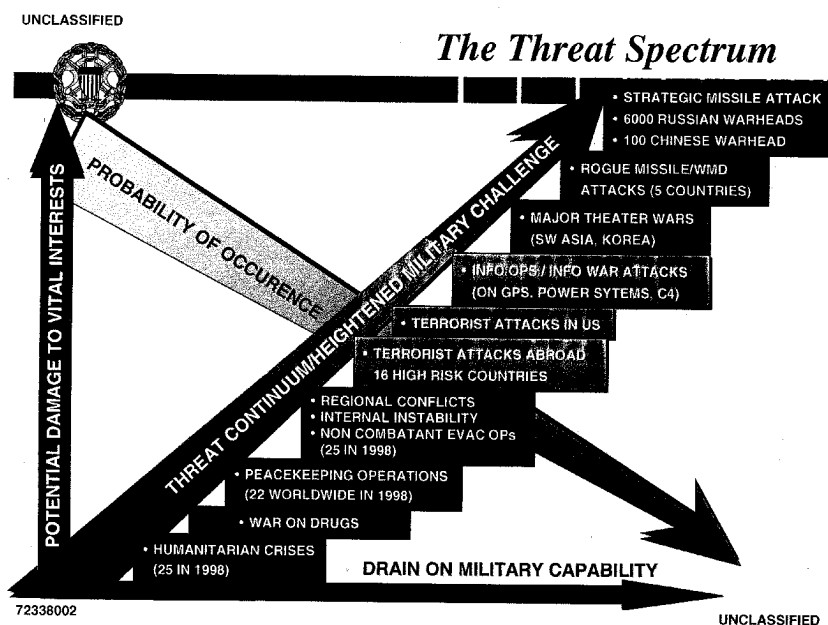 UNCLASSIFIED
The Threat Spectrum
• STRATEGIC MISSILE ATTACK
• 6000 RUSSIAN WARHEADS
• 100 CHINESE WARHEAD
• ROGUE MISSILE/WMD
ATTACKS (5 COUNTRIES)
• MAJOR THEATER WARS
(SW ASIA, KOREA)
• INFO OPS / INFO WAR ATTACKS
(ON GPS, POWER SYTEMS, C4)
• TERRORIST ATTACKS IN US
• TERRORIST ATTACKS ABROAD
16 HIGH RISK COUNTRIES
• REGIONAL CONFLICTS
• INTERNAL INSTABILITY
• NON COMBATANT EVAC OPs
(25 IN 1998)
• PEACEKEEPING OPERATIONS
(22 WORLDWIDE IN 1998)
• WAR ON DRUGS
• HUMANITARIAN CRISES
(25 IN 1998)
POTENTIAL DAMAGE TO VITAL INTERESTS
PROBABILITY OF OCCURENCE
THREAT CONTINUUM/HEIGHTENED MILITARY CHALLENGE
DRAIN ON MILITARY CAPABILITY
72338002
UNCLASSIFIED